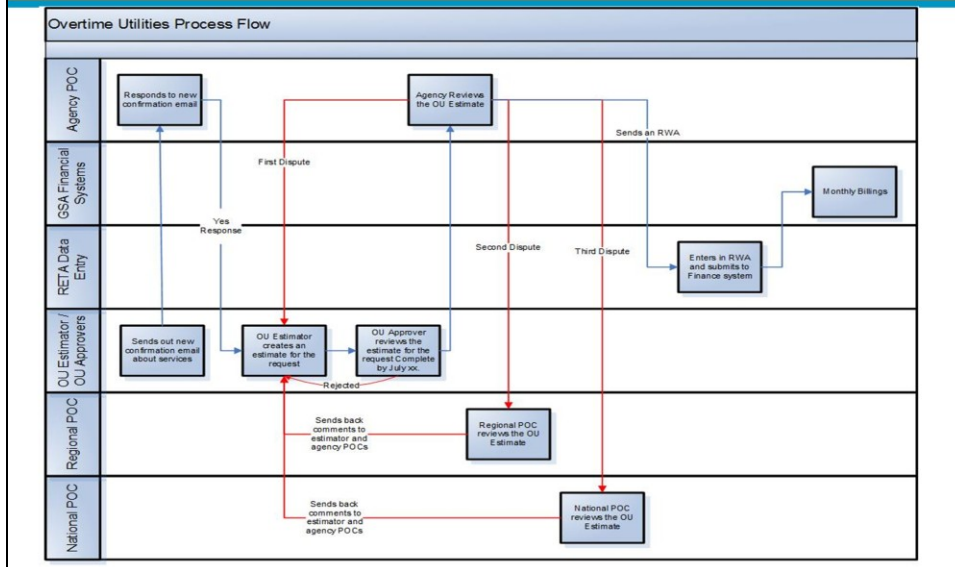 Overtime Utilities Process Flow
Agency POC
Responds to new
confirmation email
Agency Reviews
the OU Estimate
Sends an RWA
First Dispute
GSA Financial
Systems
Monthly Billings
Yes
Response
Second Dispute
Third Dispute
RETA Data
Entry
Enters in RWA
and submits to
Finance system
OU Estimator /
OU Approvers
Sends out new
confirmation email
about services
OU Estimator
creates an
estimate for the
request
OU Approver
reviews the
estimate for the
request Complete
by July xx.
Rejected
Regional POC
Sends back
comments to
estimator and
agency POCs
Regional POC
reviews the OU
Estimate
National POC
Sends back
comments to
estimator and
agency POCs
National POC
reviews the OU
Estimate